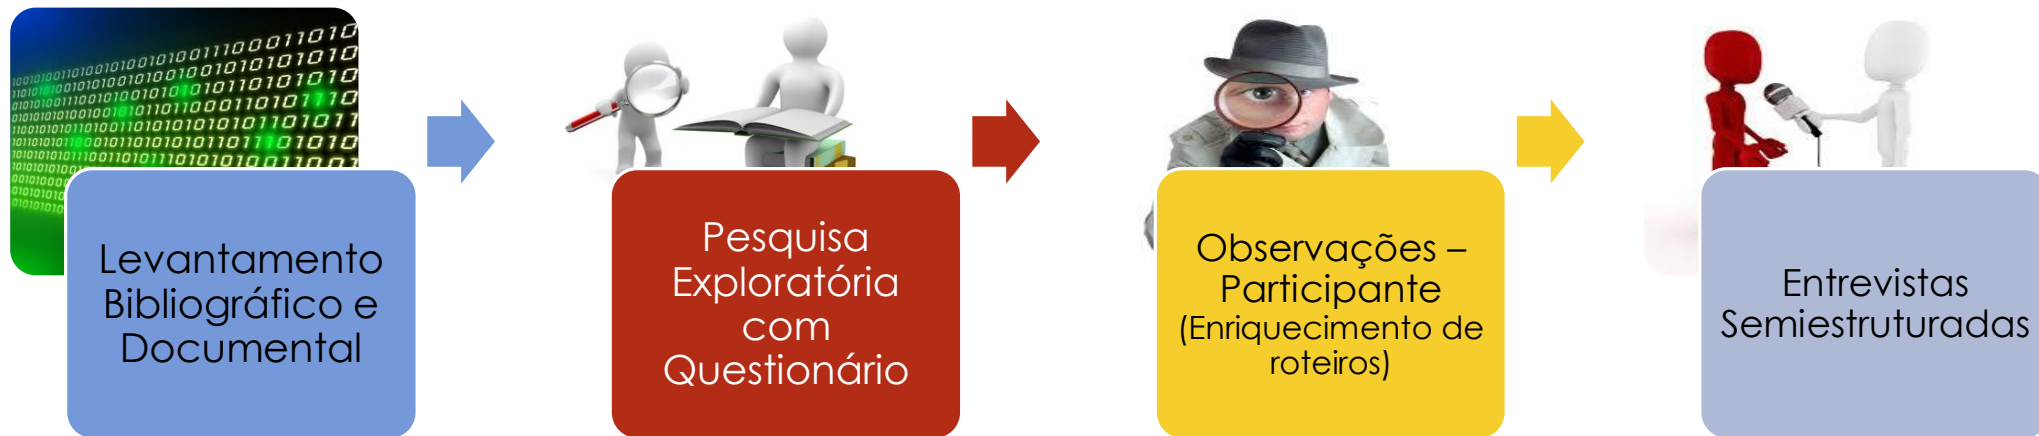 Levantamento
Bibliográfico e
Documental
Pesquisa
Exploratória
com
Questionário
Observações –
Participante
(Enriquecimento de
roteiros)
Entrevistas
Semiestruturadas